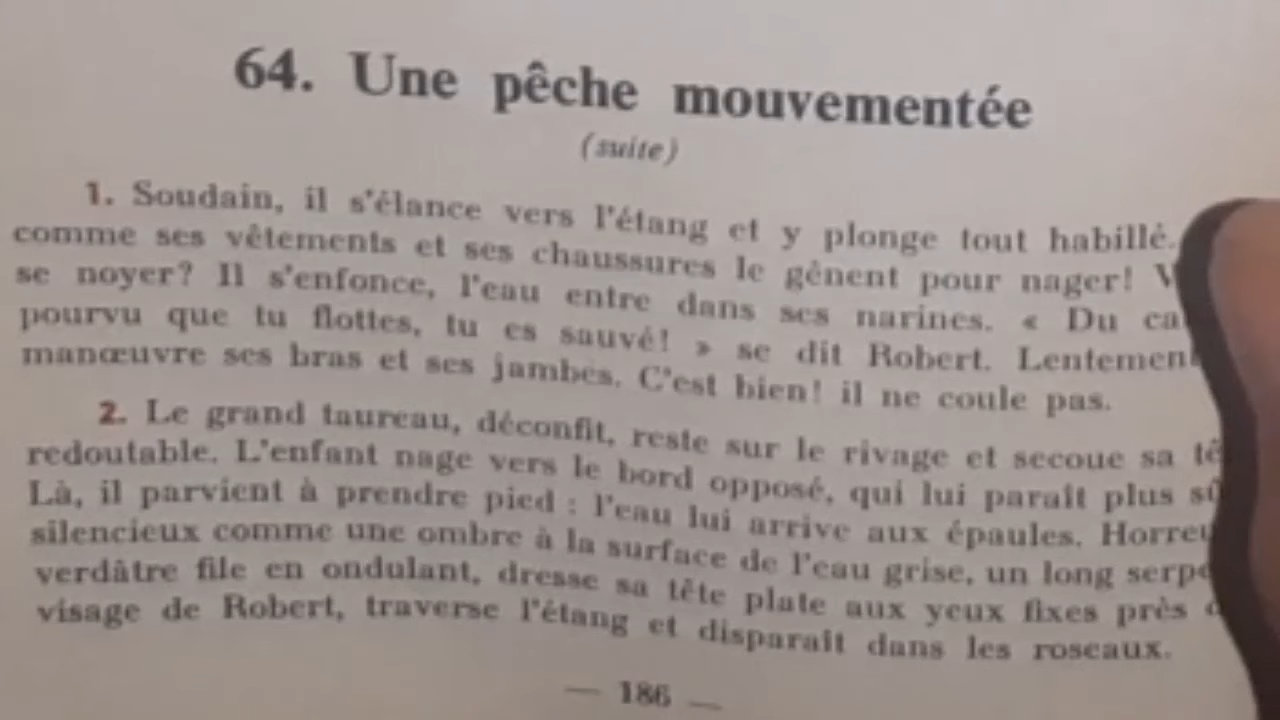 64. Une pêche mouvementée
(suite)
1. Soudain, il s'élance vers l'étang et y plonge tout habillé.
comme ses vêtements et ses chaussures le gênent pour nager!
se noyer? Il s'enfonce, l'eau entre dans ses narines. « Du
pourvu que tu flottes, tu es sauvé! » se dit Robert.
manœuvre ses bras et ses jambes. C'est bien! il ne coule pas.
2. Le grand taureau, déconfit, reste sur le rivage et secoue sa
redoutable. L'enfant nage vers le bord opposé, qui lui paraît plus
Là, il parvient à prendre pied : l'eau lui arrive aux épaules.
silencieux comme une ombre à la surface de l'eau grise, un long
verdâtre file en ondulant, dresse sa tête plate aux yeux fixes près
visage de Robert, traverse l'étang et disparaît dans les roseaux.
— 186 —